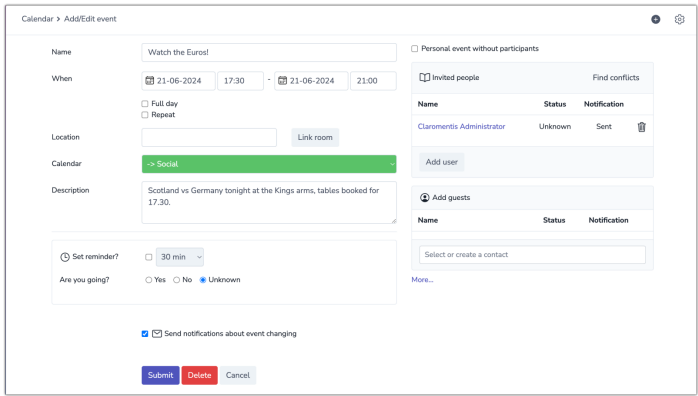 Calendar > Add/Edit event
Name
Watch the Euros!
When
21-06-2024 17:30 - 21-06-2024 21:00
Full day
Repeat
Location
Link room
Calendar
-> Social
Description
Scotland vs Germany tonight at the Kings arms, tables booked for
17.30.
Set reminder?
30 min
Are you going?
Yes No Unknown
Send notifications about event changing
Submit Delete Cancel
Personal event without participants
Invited people Find conflicts
Name Status Notification
Claromentis Administrator Unknown Sent
Add user
Add guests
Name Status Notification
Select or create a contact
More...